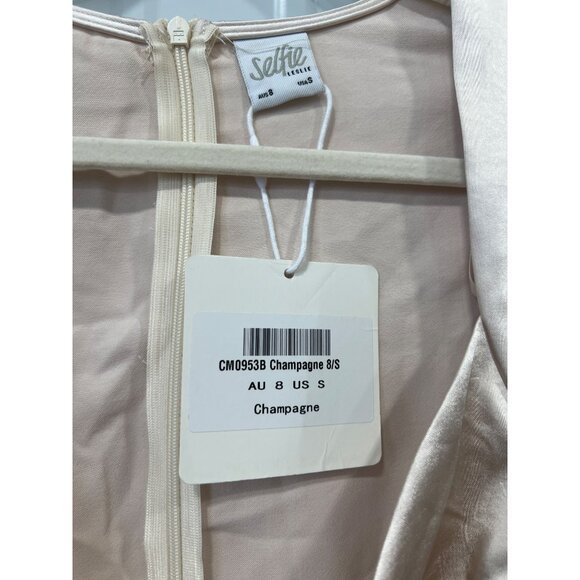 Selfie
LESLIE
AUS 8 USA S
CM0953B Champagne 8/S
AU 8 US S
Champagne